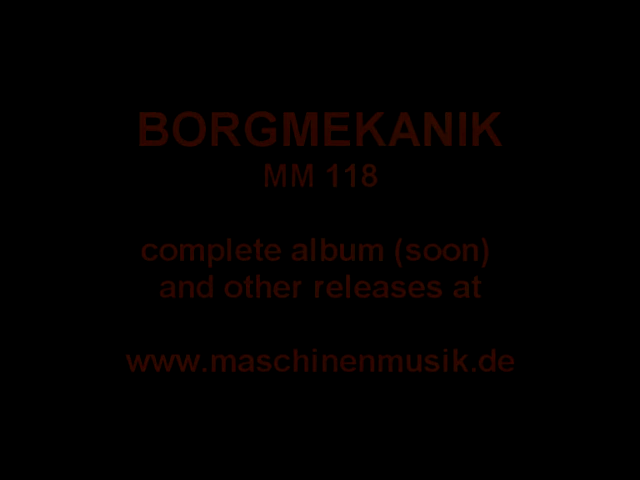 BORGMEKANIK
MM 118
complete album (soon)
and other releases at
www.maschinenmusik.de